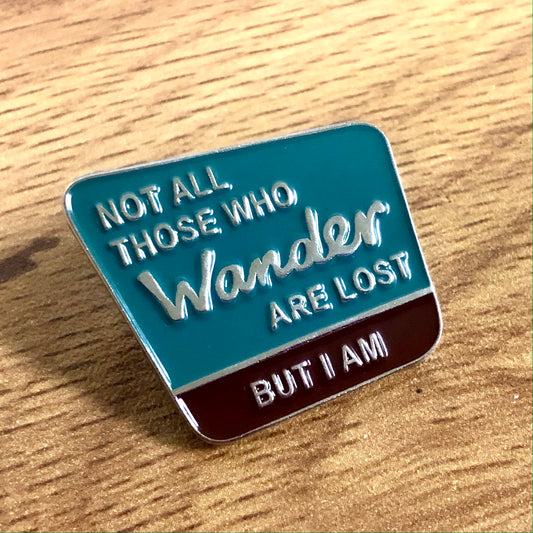 NOT ALL
THOSE WHO
Wander
ARE LOST
BUT I AM